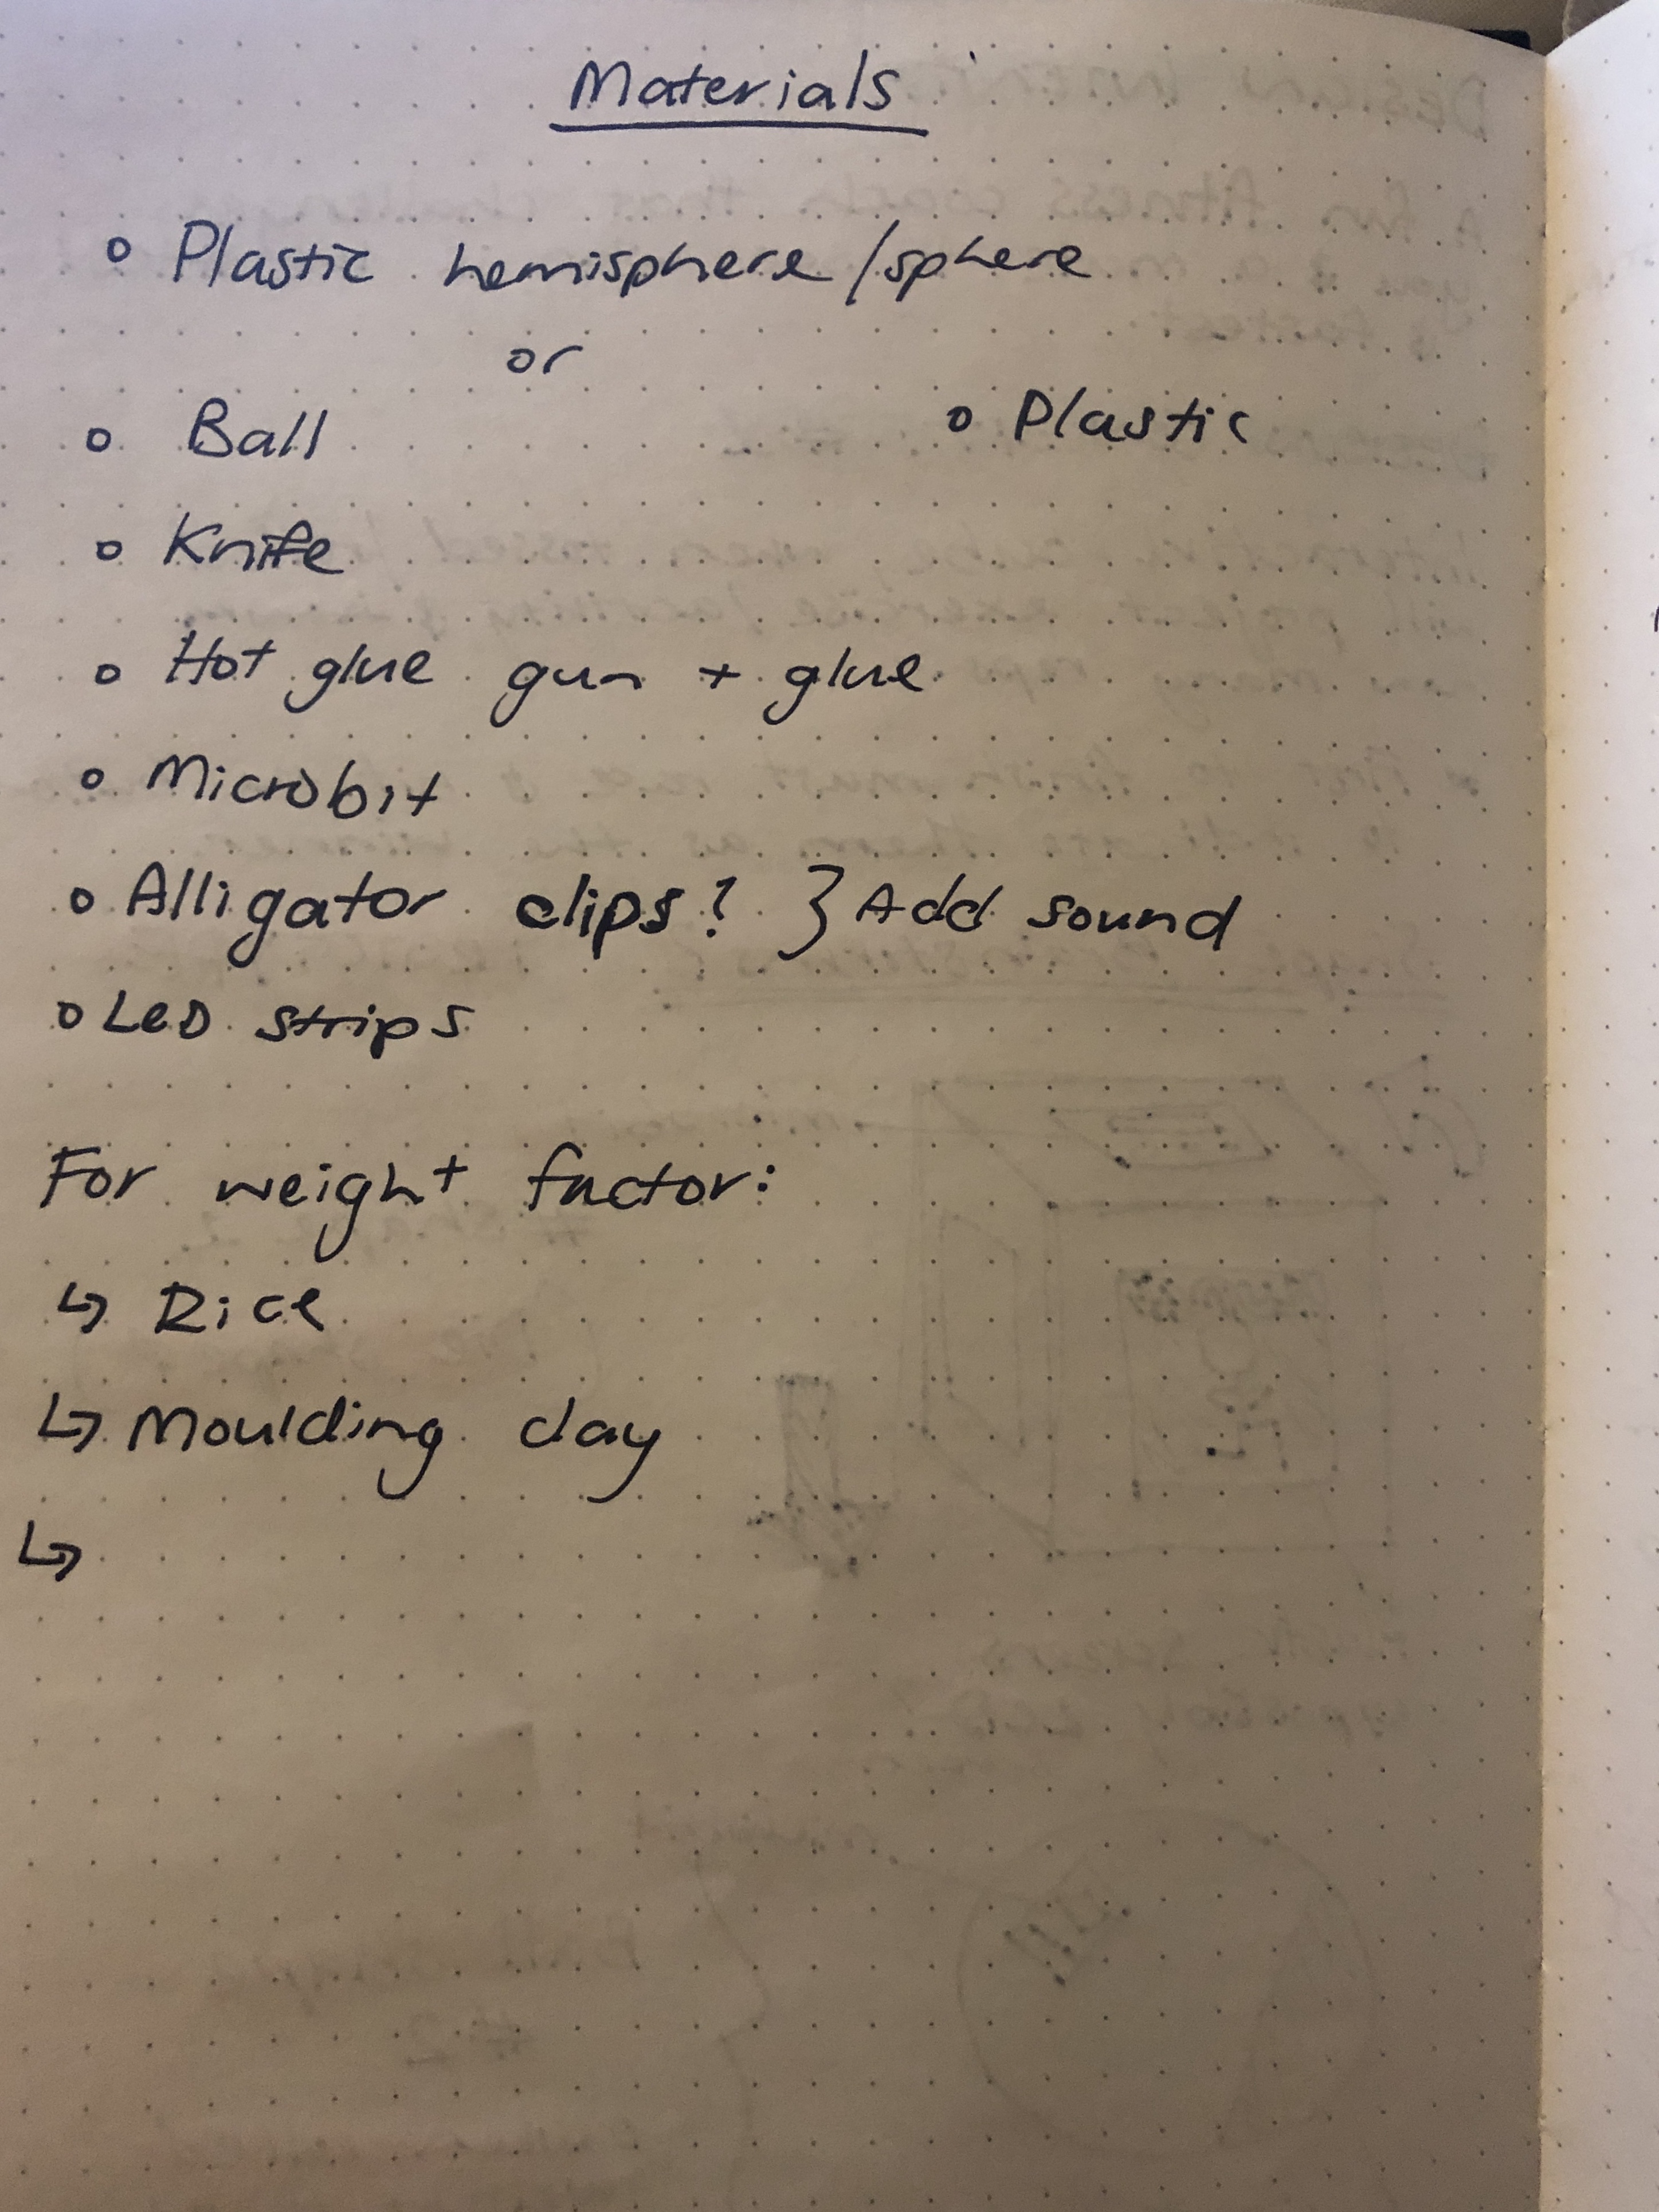 Materials
○ Plastic hemisphere/sphere
or
○ Ball
○ Plastic
○ Knife
○ Hot glue gun + glue
○ Microbit
○ Alligator clips? } Add sound
○ LED strips
For weight factor:
↳ Rice
↳ Moulding clay
↳